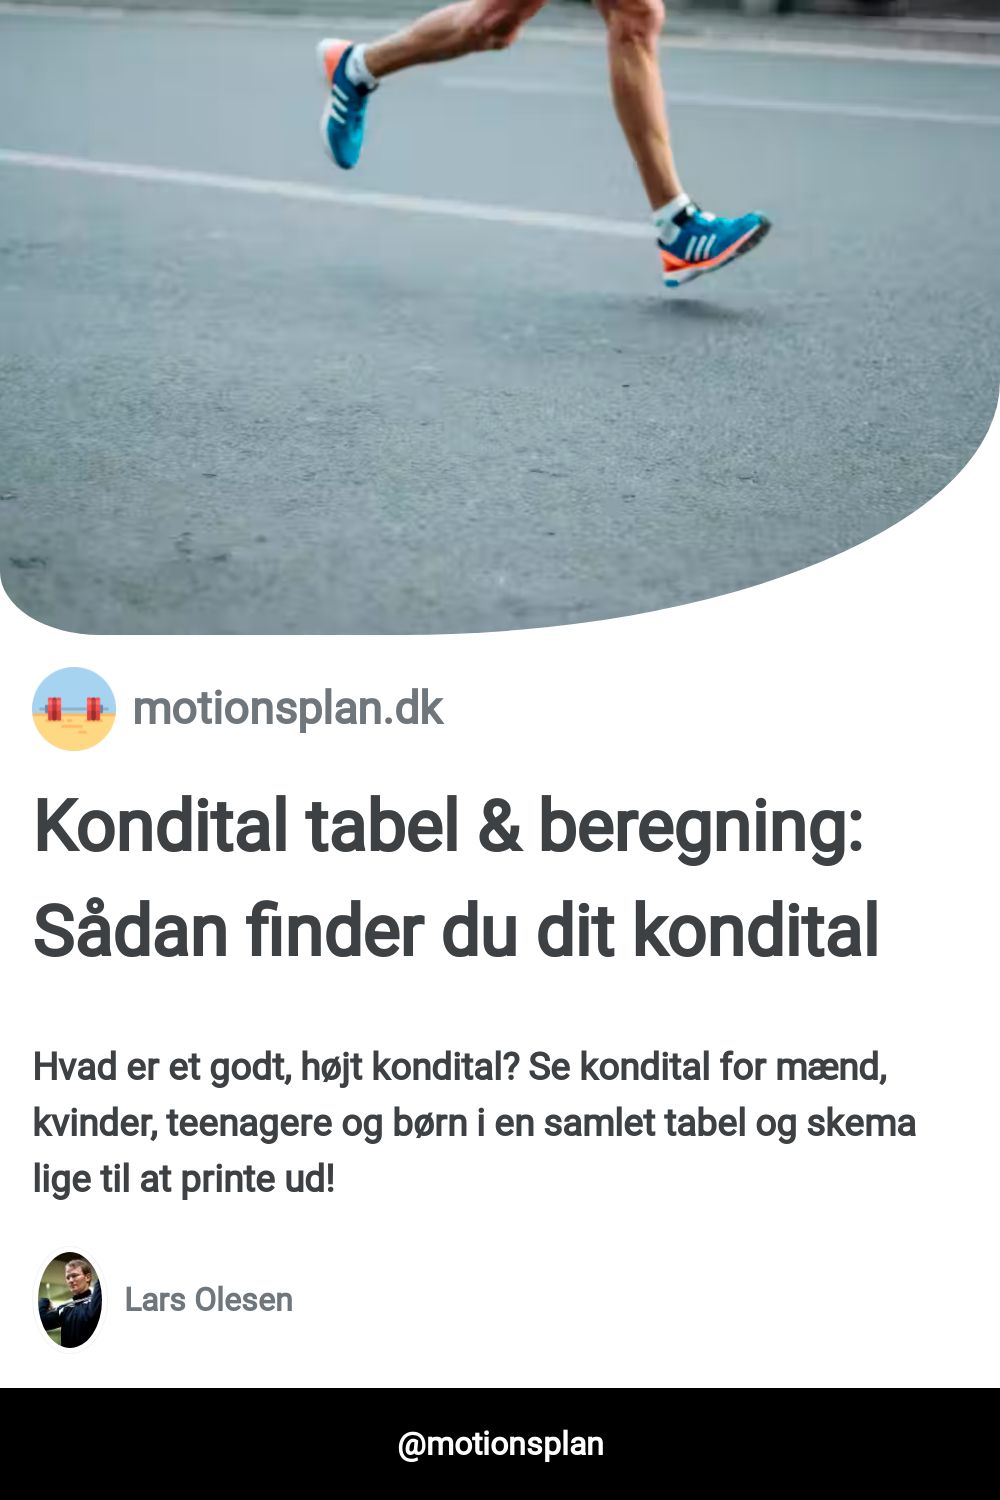 motionsplan.dk
Kondital tabel & beregning:
Sådan finder du dit kondital
Hvad er et godt, højt kondital? Se kondital for mænd,
kvinder, teenagere og børn i en samlet tabel og skema
lige til at printe ud!
Lars Olesen
@motionsplan